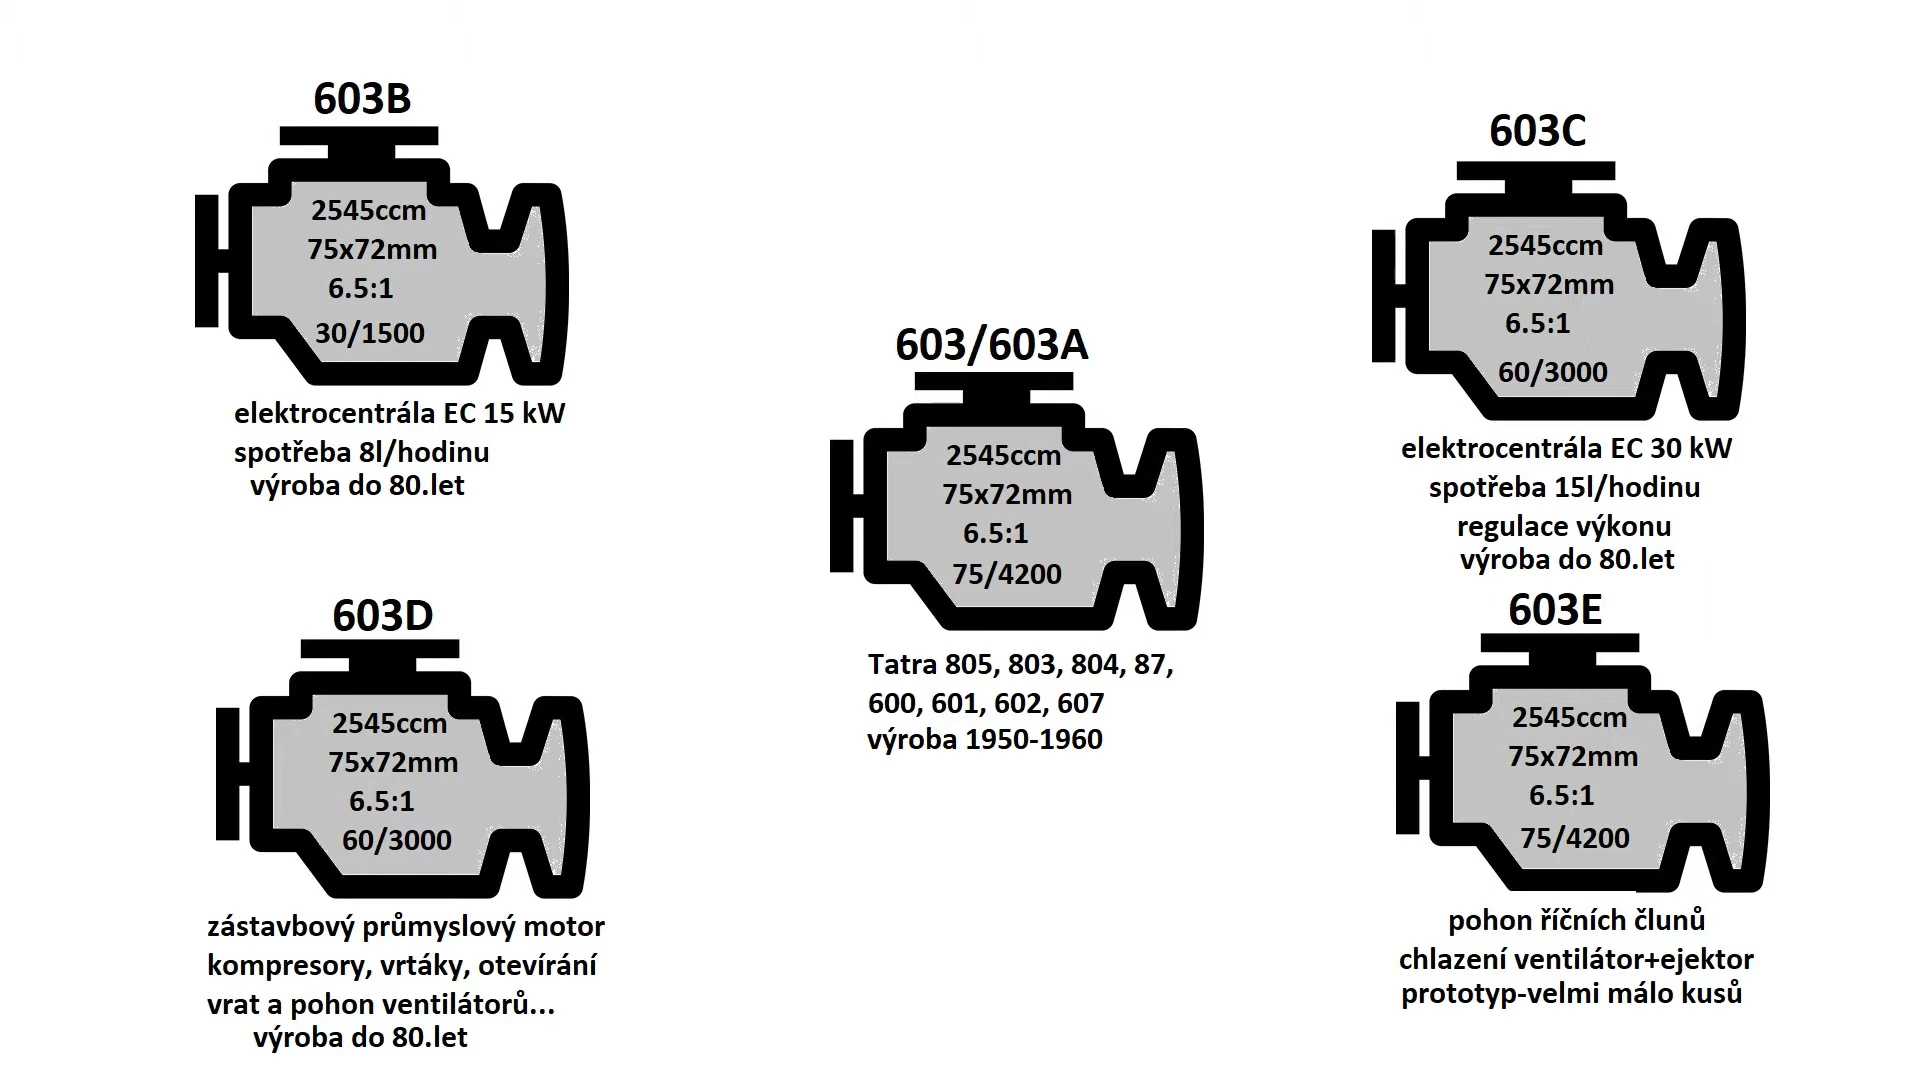 603B
2545ccm
75x72mm
6.5:1
30/1500
elektrocentrála EC 15 kW
spotřeba 8l/hodinu
výroba do 80.let
603C
2545ccm
75x72mm
6.5:1
60/3000
elektrocentrála EC 30 kW
spotřeba 15l/hodinu
regulace výkonu
výroba do 80.let
603/603A
2545ccm
75x72mm
6.5:1
75/4200
Tatra 805, 803, 804, 87,
600, 601, 602, 607
výroba 1950-1960
603D
2545ccm
75x72mm
6.5:1
60/3000
zástavbový průmyslový motor
kompresory, vrtáky, otevírání
vrat a pohon ventilátorů...
výroba do 80.let
603E
2545ccm
75x72mm
6.5:1
75/4200
pohon říčních člunů
chlazení ventilátor+ejektor
prototyp-velmi málo kusů